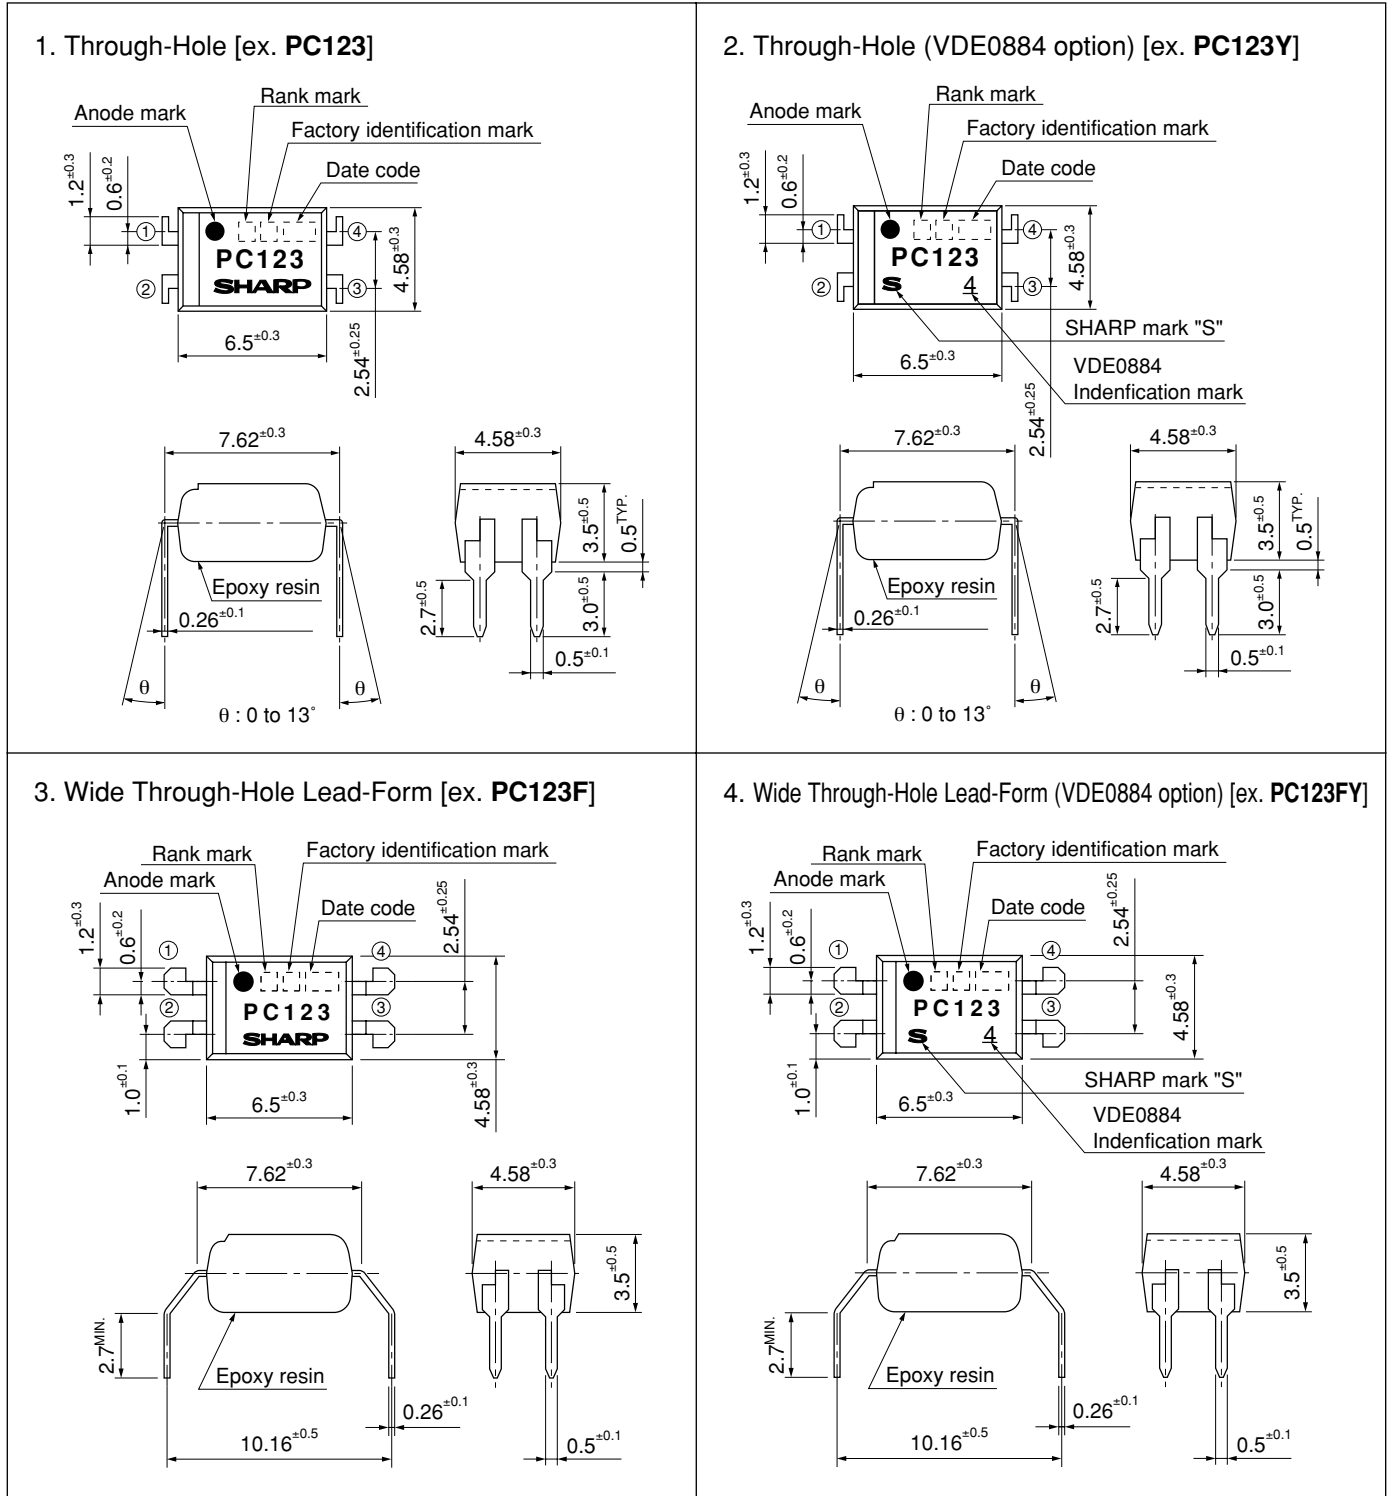 1. Through-Hole [ex. PC123]
Anode mark
Rank mark
Factory identification mark
Date code
1.2±0.3
0.6±0.2
①
④
②
③
PC123
SHARP
4.58±0.3
6.5±0.3
2.54±0.25
7.62±0.3
4.58±0.3
Epoxy resin
0.26±0.1
θ
θ
θ : 0 to 13˚
3.5±0.5
0.5TYP.
2.7±0.5
3.0±0.5
0.5±0.1
2. Through-Hole (VDE0884 option) [ex. PC123Y]
Anode mark
Rank mark
Factory identification mark
Date code
1.2±0.3
0.6±0.2
①
④
②
③
PC123
S
4
4.58±0.3
SHARP mark "S"
6.5±0.3
VDE0884
Indenfication mark
2.54±0.25
7.62±0.3
4.58±0.3
Epoxy resin
0.26±0.1
θ
θ
θ : 0 to 13˚
3.5±0.5
0.5TYP.
2.7±0.5
3.0±0.5
0.5±0.1
3. Wide Through-Hole Lead-Form [ex. PC123F]
Rank mark
Factory identification mark
Anode mark
Date code
1.2±0.3
0.6±0.2
2.54±0.25
①
④
②
③
PC123
SHARP
1.0±0.1
6.5±0.3
4.58±0.3
7.62±0.3
4.58±0.3
3.5±0.5
2.7MIN.
Epoxy resin
0.26±0.1
10.16±0.5
0.5±0.1
4. Wide Through-Hole Lead-Form (VDE0884 option) [ex. PC123FY]
Rank mark
Factory identification mark
Anode mark
Date code
1.2±0.3
0.6±0.2
2.54±0.25
①
④
②
③
PC123
S
4
4.58±0.3
1.0±0.1
6.5±0.3
SHARP mark "S"
VDE0884
Indenfication mark
7.62±0.3
4.58±0.3
3.5±0.5
2.7MIN.
Epoxy resin
0.26±0.1
10.16±0.5
0.5±0.1